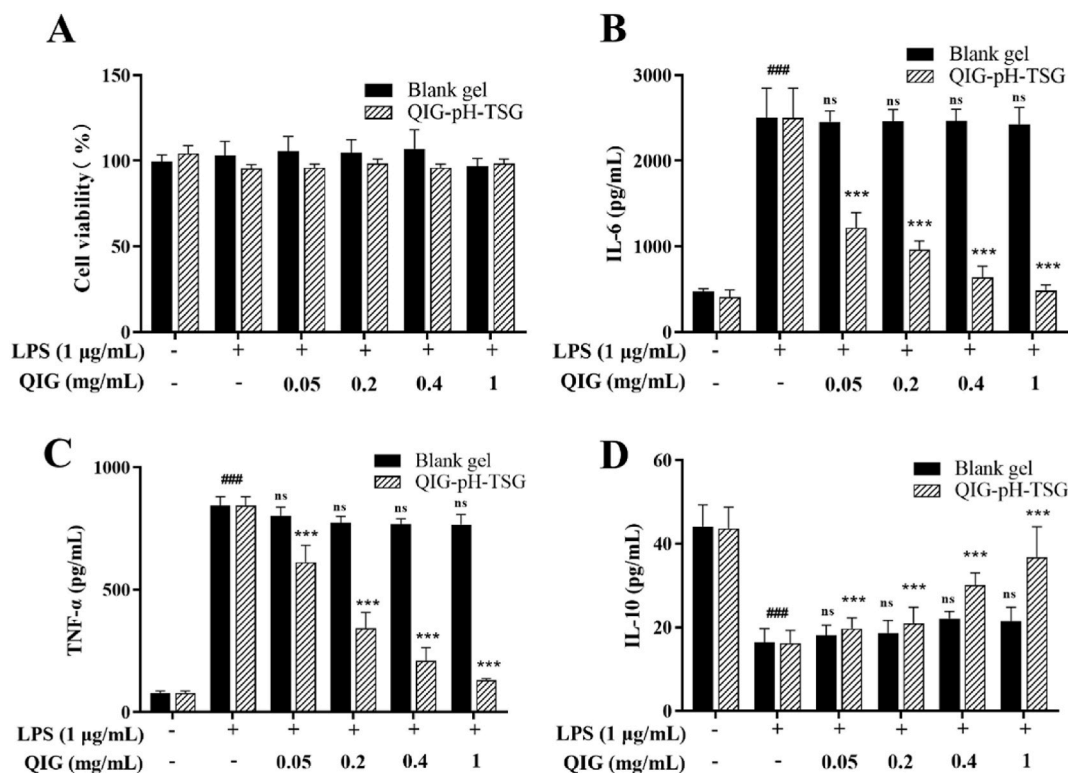 A
150
100
50
0
Cell viability ( %)
Blank gel
QIG-pH-TSG
LPS (1 μg/mL) - + + + + +
QIG (mg/mL) - - 0.05 0.2 0.4 1
B
3000
2000
1000
0
IL-6 (pg/mL)
Blank gel
QIG-pH-TSG
###
ns ns ns ns
*** *** *** ***
LPS (1 μg/mL) - + + + + +
QIG (mg/mL) - - 0.05 0.2 0.4 1
C
1000
500
0
TNF-α (pg/mL)
Blank gel
QIG-pH-TSG
###
ns ns ns ns
*** *** *** ***
LPS (1 μg/mL) - + + + + +
QIG (mg/mL) - - 0.05 0.2 0.4 1
D
60
40
20
0
IL-10 (pg/mL)
Blank gel
QIG-pH-TSG
###
ns ns ns ns
*** *** *** ***
LPS (1 μg/mL) - + + + + +
QIG (mg/mL) - - 0.05 0.2 0.4 1